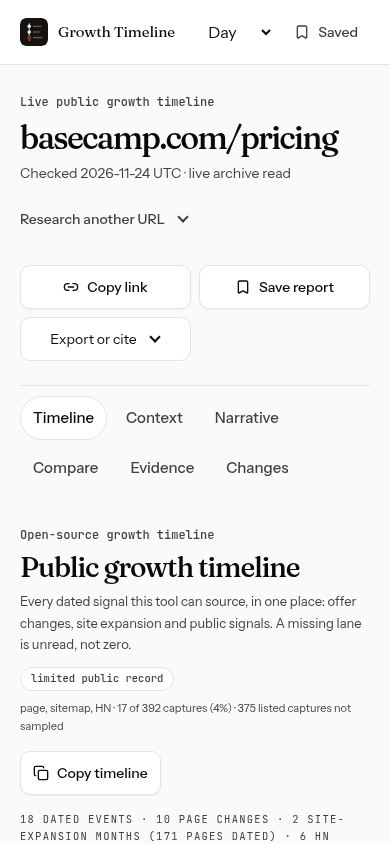 Growth Timeline
Day
Saved
Live public growth timeline
basecamp.com/pricing
Checked 2026-11-24 UTC · live archive read
Research another URL
Copy link
Save report
Export or cite
Timeline
Context
Narrative
Compare
Evidence
Changes
Open-source growth timeline
Public growth timeline
Every dated signal this tool can source, in one place: offer
changes, site expansion and public signals. A missing lane
is unread, not zero.
limited public record
page, sitemap, HN · 17 of 392 captures (4%) · 375 listed captures not
sampled
Copy timeline
18 DATED EVENTS · 10 PAGE CHANGES · 2 SITE-
EXPANSION MONTHS (171 PAGES DATED) · 6 HN